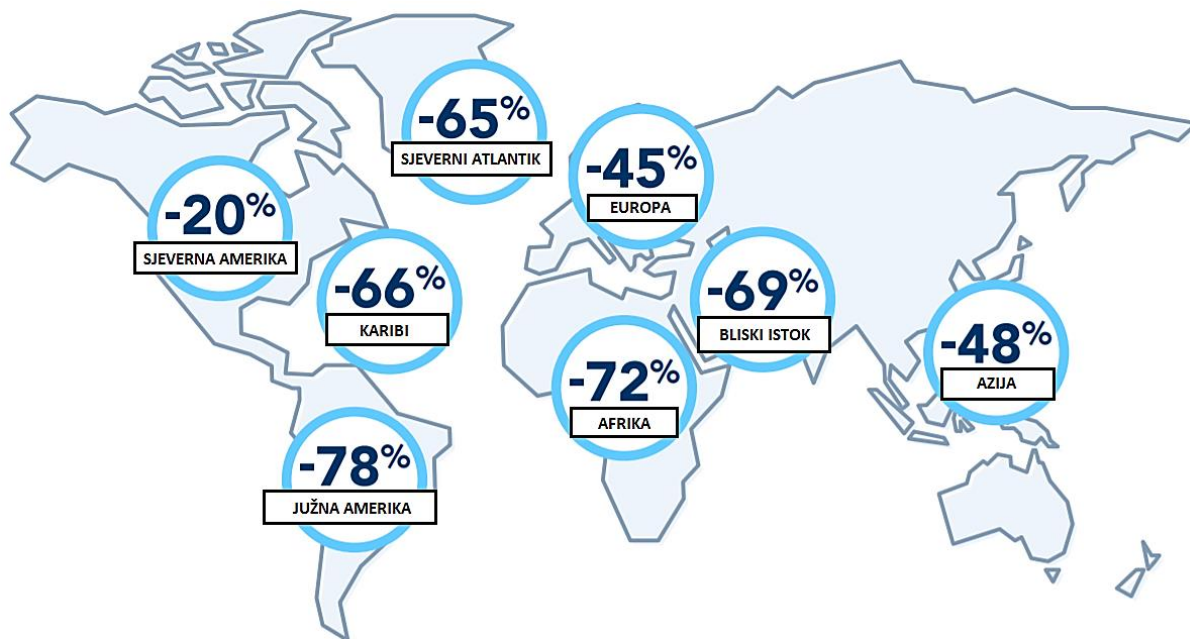 -65%
SJEVERNI ATLANTIK
-45%
EUROPA
-20%
SJEVERNA AMERIKA
-66%
KARIBI
-69%
BLISKI ISTOK
-48%
AZIJA
-72%
AFRIKA
-78%
JUŽNA AMERIKA